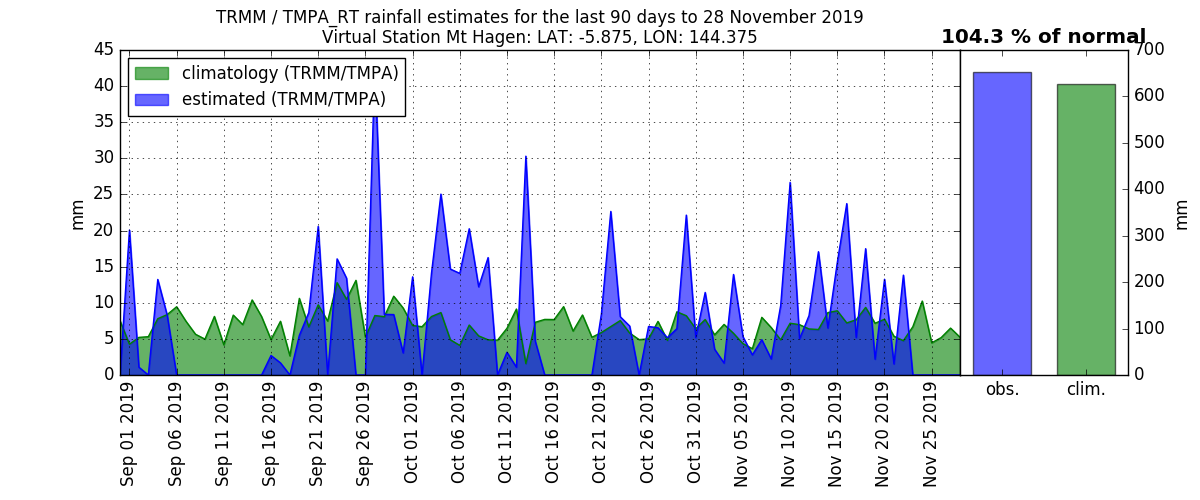 TRMM / TMPA_RT rainfall estimates for the last 90 days to 28 November 2019
Virtual Station Mt Hagen: LAT: -5.875, LON: 144.375
104.3 % of normal
climatology (TRMM/TMPA)
estimated (TRMM/TMPA)
mm
45
40
35
30
25
20
15
10
5
0
Sep 01 2019
Sep 06 2019
Sep 11 2019
Sep 16 2019
Sep 21 2019
Sep 26 2019
Oct 01 2019
Oct 06 2019
Oct 11 2019
Oct 16 2019
Oct 21 2019
Oct 26 2019
Oct 31 2019
Nov 05 2019
Nov 10 2019
Nov 15 2019
Nov 20 2019
Nov 25 2019
obs.
clim.
700
600
500
400
300
200
100
0
mm